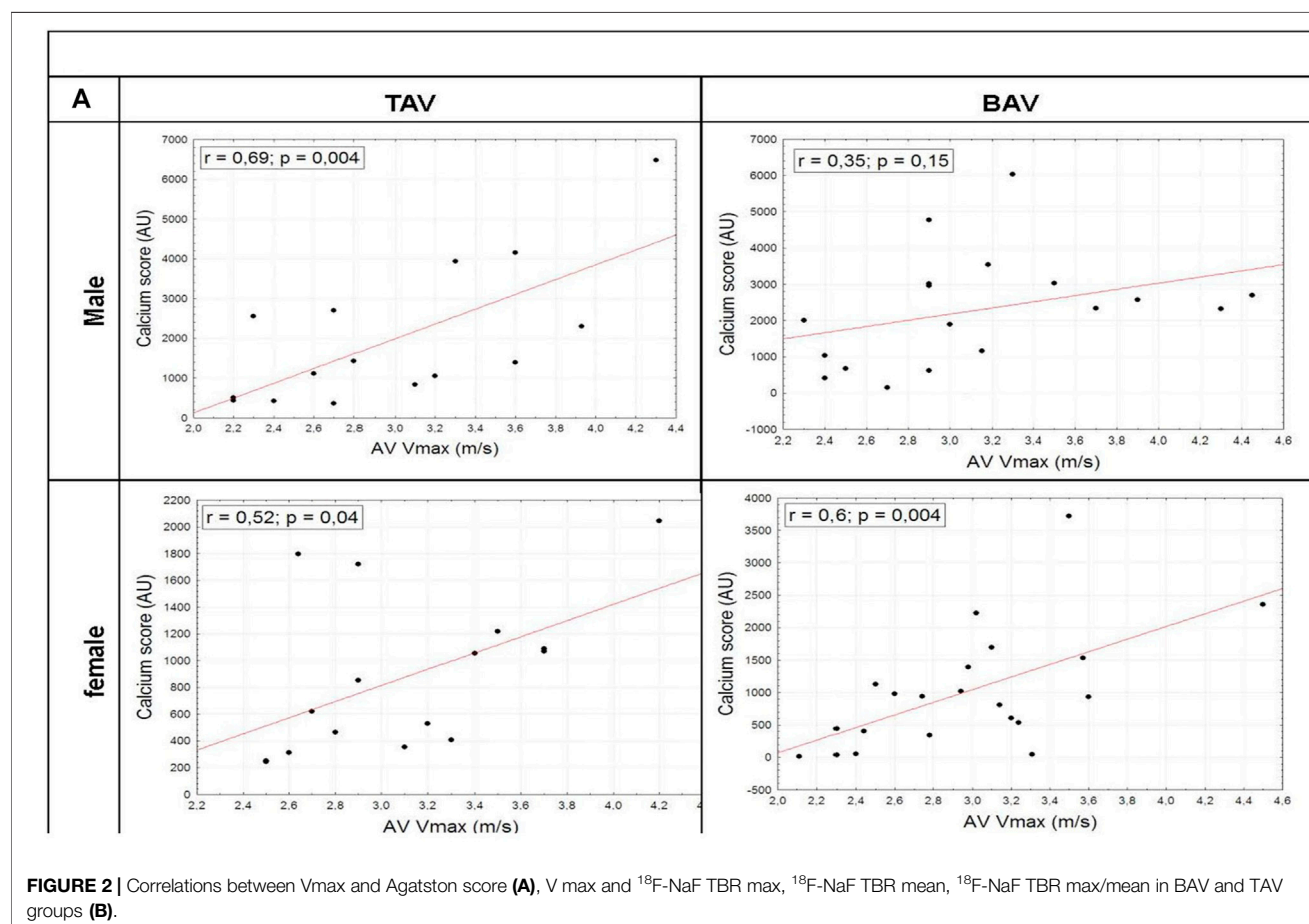 A
TAV
BAV
Male
r = 0,69; p = 0,004
Calcium score (AU)
7000
6000
5000
4000
3000
2000
1000
0
2,0 2,2 2,4 2,6 2,8 3,0 3,2 3,4 3,6 3,8 4,0 4,2 4,4
AV Vmax (m/s)
r = 0,35; p = 0,15
Calcium score (AU)
7000
6000
5000
4000
3000
2000
1000
0
-1000
2,2 2,4 2,6 2,8 3,0 3,2 3,4 3,6 3,8 4,0 4,2 4,4 4,6
AV Vmax (m/s)
female
r = 0,52; p = 0,04
Calcium score (AU)
2200
2000
1800
1600
1400
1200
1000
800
600
400
200
0
2,2 2,4 2,6 2,8 3,0 3,2 3,4 3,6 3,8 4,0 4,2
AV Vmax (m/s)
r = 0,6; p = 0,004
Calcium score (AU)
4000
3500
3000
2500
2000
1500
1000
500
0
-500
2,0 2,2 2,4 2,6 2,8 3,0 3,2 3,4 3,6 3,8 4,0 4,2 4,4 4,6
AV Vmax (m/s)
FIGURE 2 | Correlations between Vmax and Agatston score (A), V max and ¹⁸F-NaF TBR max, ¹⁸F-NaF TBR mean, ¹⁸F-NaF TBR max/mean in BAV and TAV
groups (B).